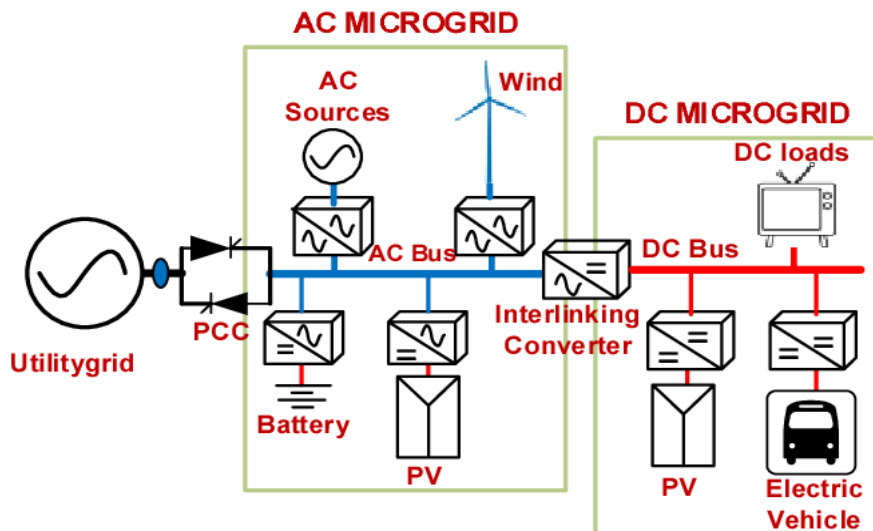 AC MICROGRID
AC
Sources
Wind
DC MICROGRID
DC loads
AC Bus
DC Bus
PCC
Interlinking
Converter
Utilitygrid
Battery
PV
PV
Electric
Vehicle